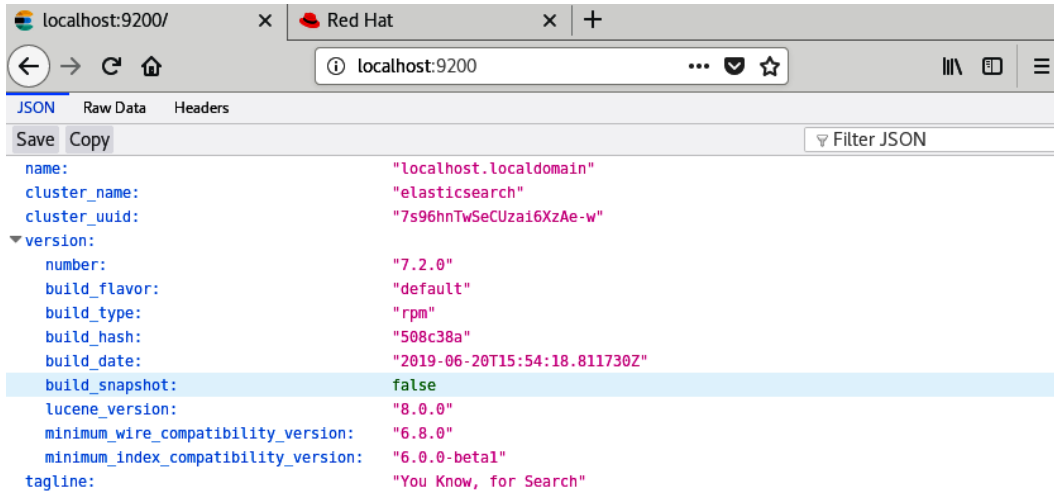 localhost:9200/ × Red Hat × +
localhost:9200
JSON Raw Data Headers
Save Copy Filter JSON
name: "localhost.localdomain"
cluster_name: "elasticsearch"
cluster_uuid: "7s96hnTwSeCUzai6XzAe-w"
version:
number: "7.2.0"
build_flavor: "default"
build_type: "rpm"
build_hash: "508c38a"
build_date: "2019-06-20T15:54:18.811730Z"
build_snapshot: false
lucene_version: "8.0.0"
minimum_wire_compatibility_version: "6.8.0"
minimum_index_compatibility_version: "6.0.0-beta1"
tagline: "You Know, for Search"